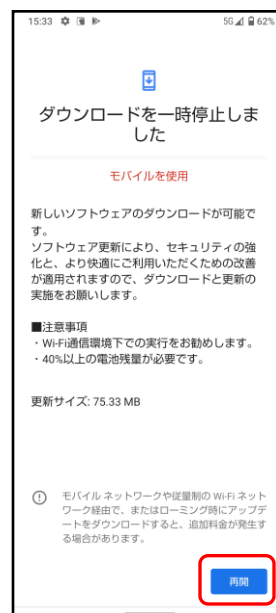 15:33 5G 62%
ダウンロードを一時停止しま
した
モバイルを使用
新しいソフトウェアのダウンロードが可能で
す。
ソフトウェア更新により、セキュリティの強
化と、より快適にご利用いただくための改善
が適用されますので、ダウンロードと更新の
実施をお願いします。
■注意事項
・Wi-Fi通信環境下での実行をお勧めします。
・40%以上の電池残量が必要です。
更新サイズ: 75.33 MB
モバイル ネットワークや従量制の Wi-Fi ネット
ワーク経由で、またはローミング時にアップデ
ートをダウンロードすると、追加料金が発生す
る場合があります。
再開